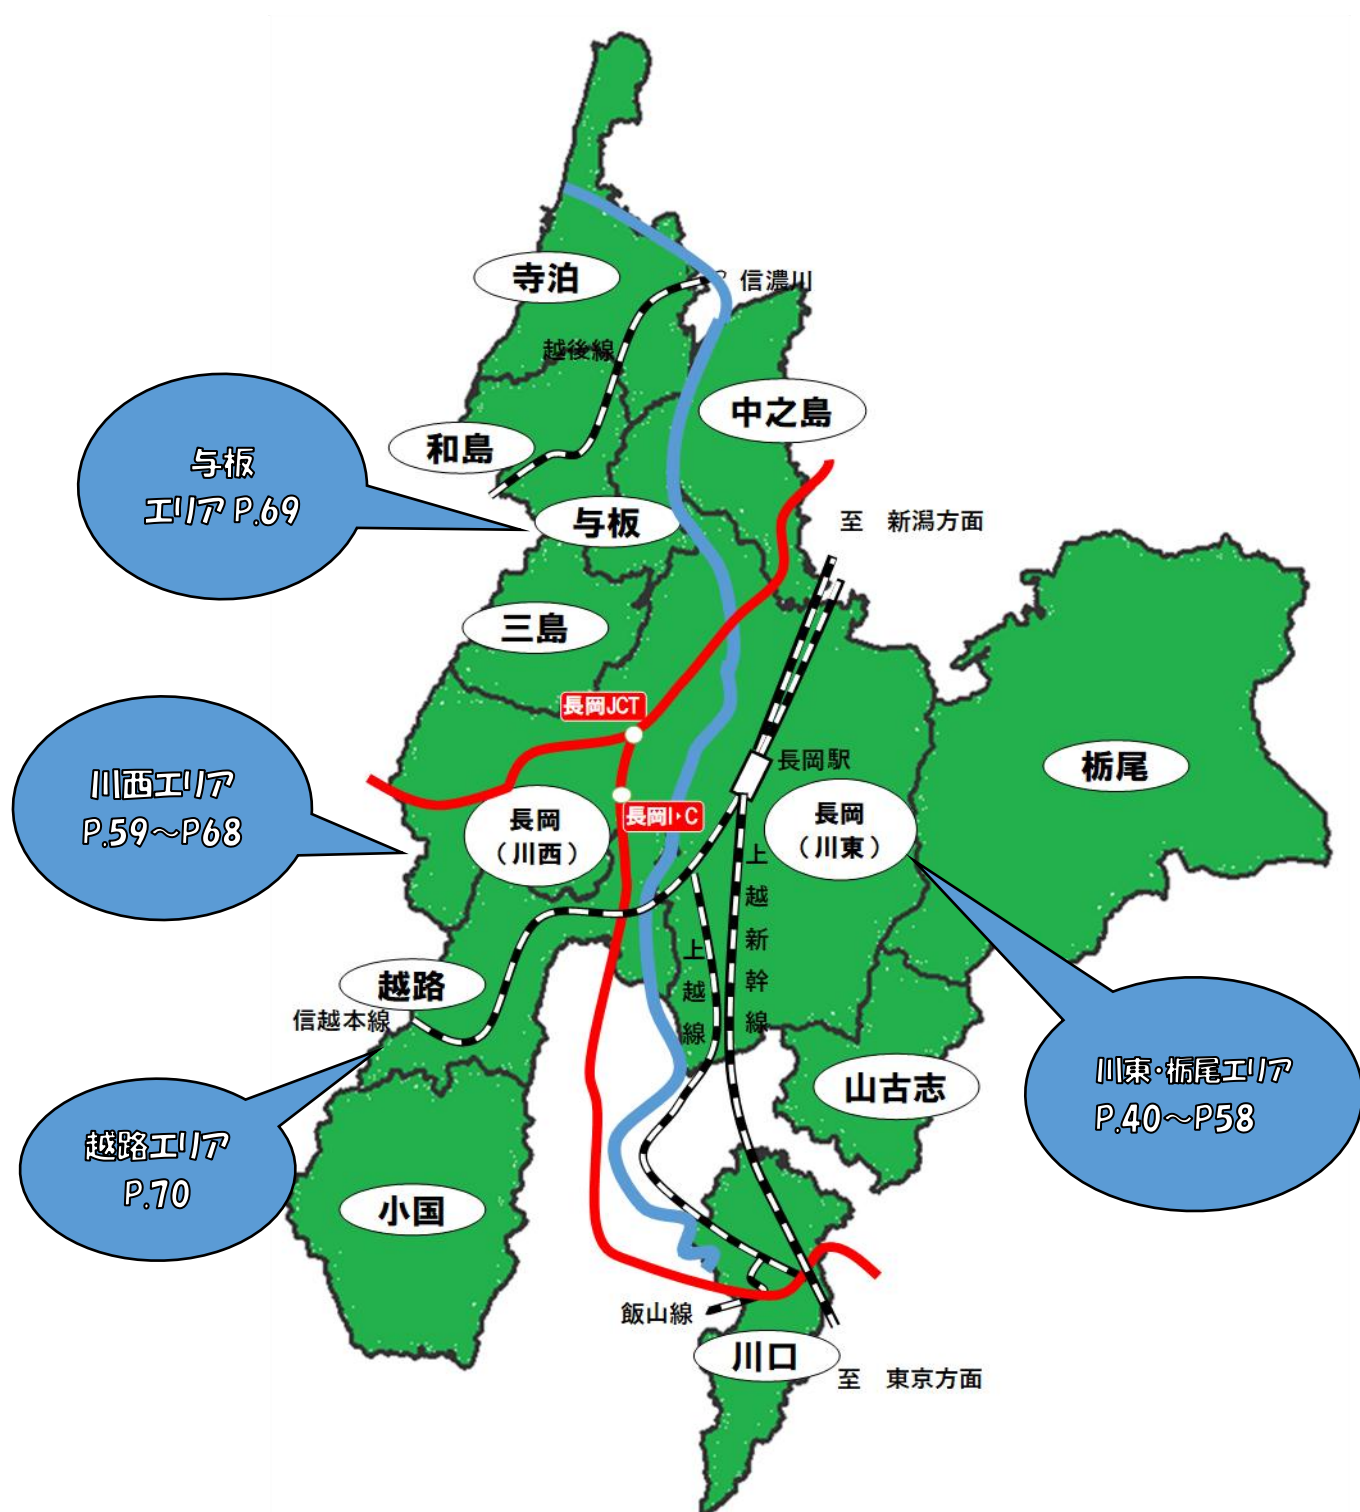 寺泊
信濃川
越後線
中之島
和島
与板
エリア P.69
与板
至 新潟方面
三島
長岡JCT
川西エリア
P.59～P68
長岡駅
栃尾
長岡I・C
長岡
（川西）
長岡
（川東）
上越新幹線
上越線
越路
信越本線
川東・栃尾エリア
P.40～P58
山古志
越路エリア
P.70
小国
飯山線
川口
至 東京方面